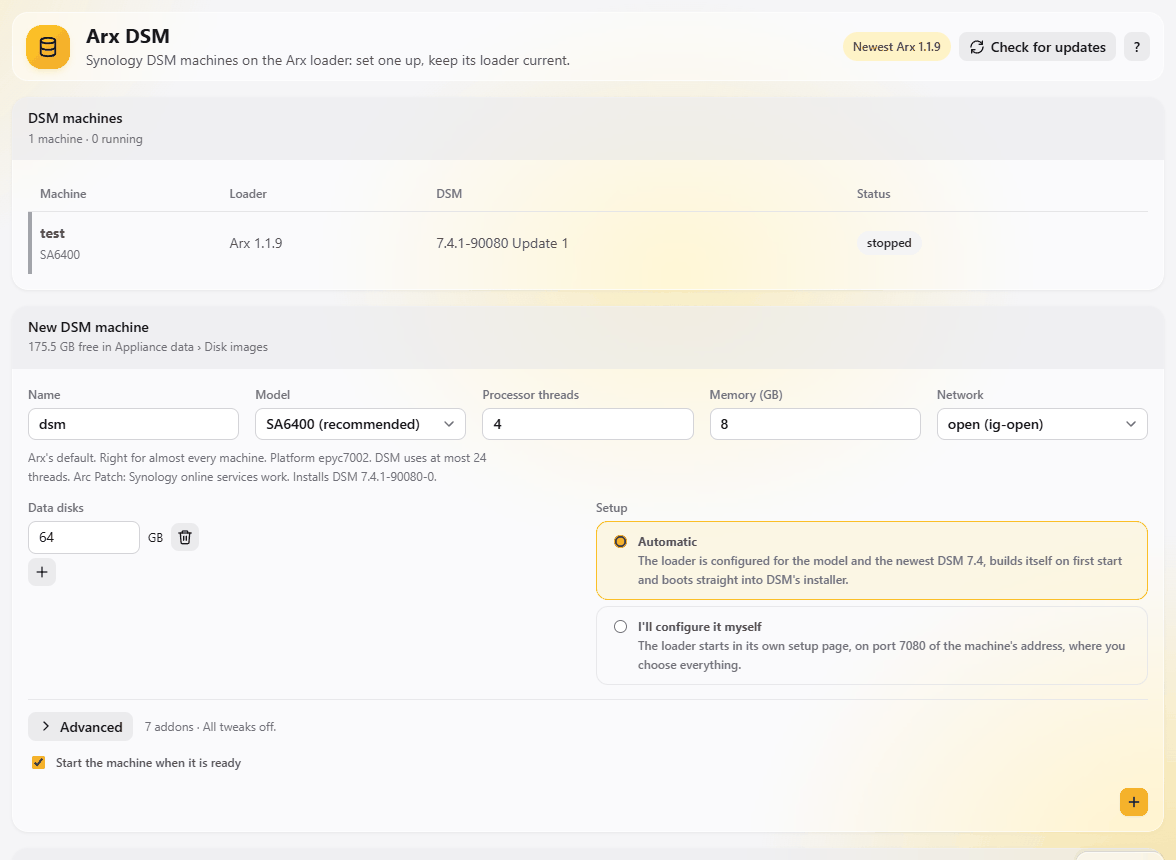 Arx DSM
Synology DSM machines on the Arx loader: set one up, keep its loader current.
Newest Arx 1.1.9
Check for updates
?
DSM machines
1 machine · 0 running
Machine Loader DSM Status
test
SA6400
Arx 1.1.9
7.4.1-90080 Update 1
stopped
New DSM machine
175.5 GB free in Appliance data › Disk images
Name Model Processor threads Memory (GB) Network
dsm SA6400 (recommended) 4 8 open (ig-open)
Arx's default. Right for almost every machine. Platform epyc7002. DSM uses at most 24
threads. Arc Patch: Synology online services work. Installs DSM 7.4.1-90080-0.
Data disks
64 GB
+
Setup
Automatic
The loader is configured for the model and the newest DSM 7.4, builds itself on first start
and boots straight into DSM's installer.
I'll configure it myself
The loader starts in its own setup page, on port 7080 of the machine's address, where you
choose everything.
Advanced 7 addons · All tweaks off.
Start the machine when it is ready
+